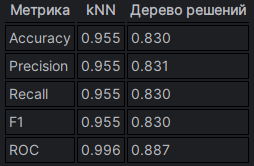 Метрика kNN Дерево решений
Accuracy 0.955 0.830
Precision 0.955 0.831
Recall 0.955 0.830
F1 0.955 0.830
ROC 0.996 0.887